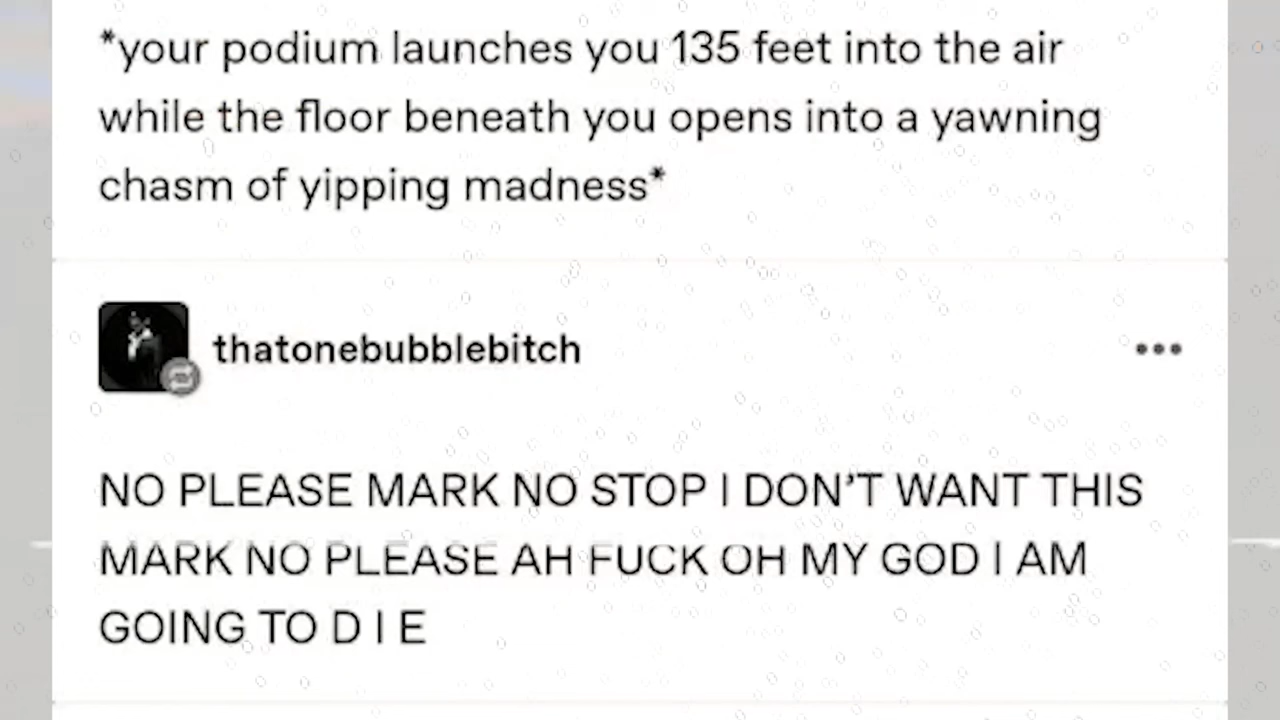 *your podium launches you 135 feet into the air
while the floor beneath you opens into a yawning
chasm of yipping madness*
thatonebubblebitch
NO PLEASE MARK NO STOP I DON’T WANT THIS
MARK NO PLEASE AH FUCK OH MY GOD I AM
GOING TO D I E